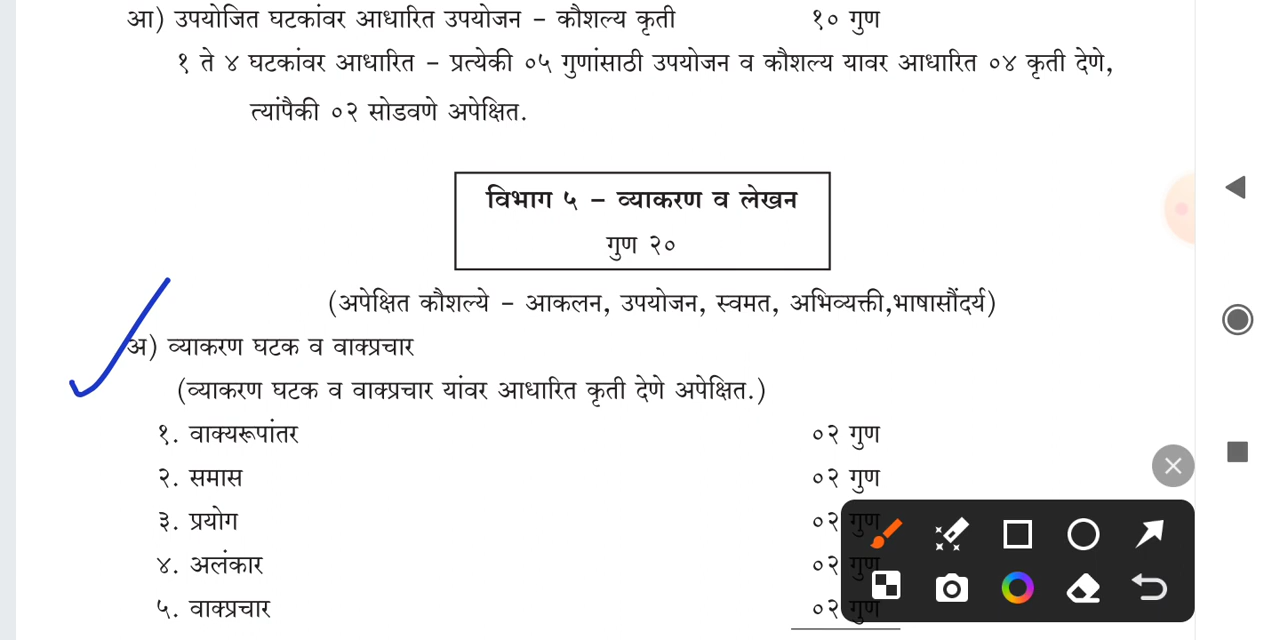 आ) उपयोजित घटकांवर आधारित उपयोजन – कौशल्य कृती १० गुण
१ ते ४ घटकांवर आधारित – प्रत्येकी ०५ गुणांसाठी उपयोजन व कौशल्य यावर आधारित ०४ कृती देणे,
त्यांपैकी ०२ सोडवणे अपेक्षित.
विभाग ५ – व्याकरण व लेखन
गुण २०
(अपेक्षित कौशल्ये – आकलन, उपयोजन, स्वमत, अभिव्यक्ती,भाषासौंदर्य)
अ) व्याकरण घटक व वाक्प्रचार
(व्याकरण घटक व वाक्प्रचार यांवर आधारित कृती देणे अपेक्षित.)
१. वाक्यरूपांतर ०२ गुण
२. समास ०२ गुण
३. प्रयोग ०२ गुण
४. अलंकार ०२ गुण
५. वाक्प्रचार ०२ गुण